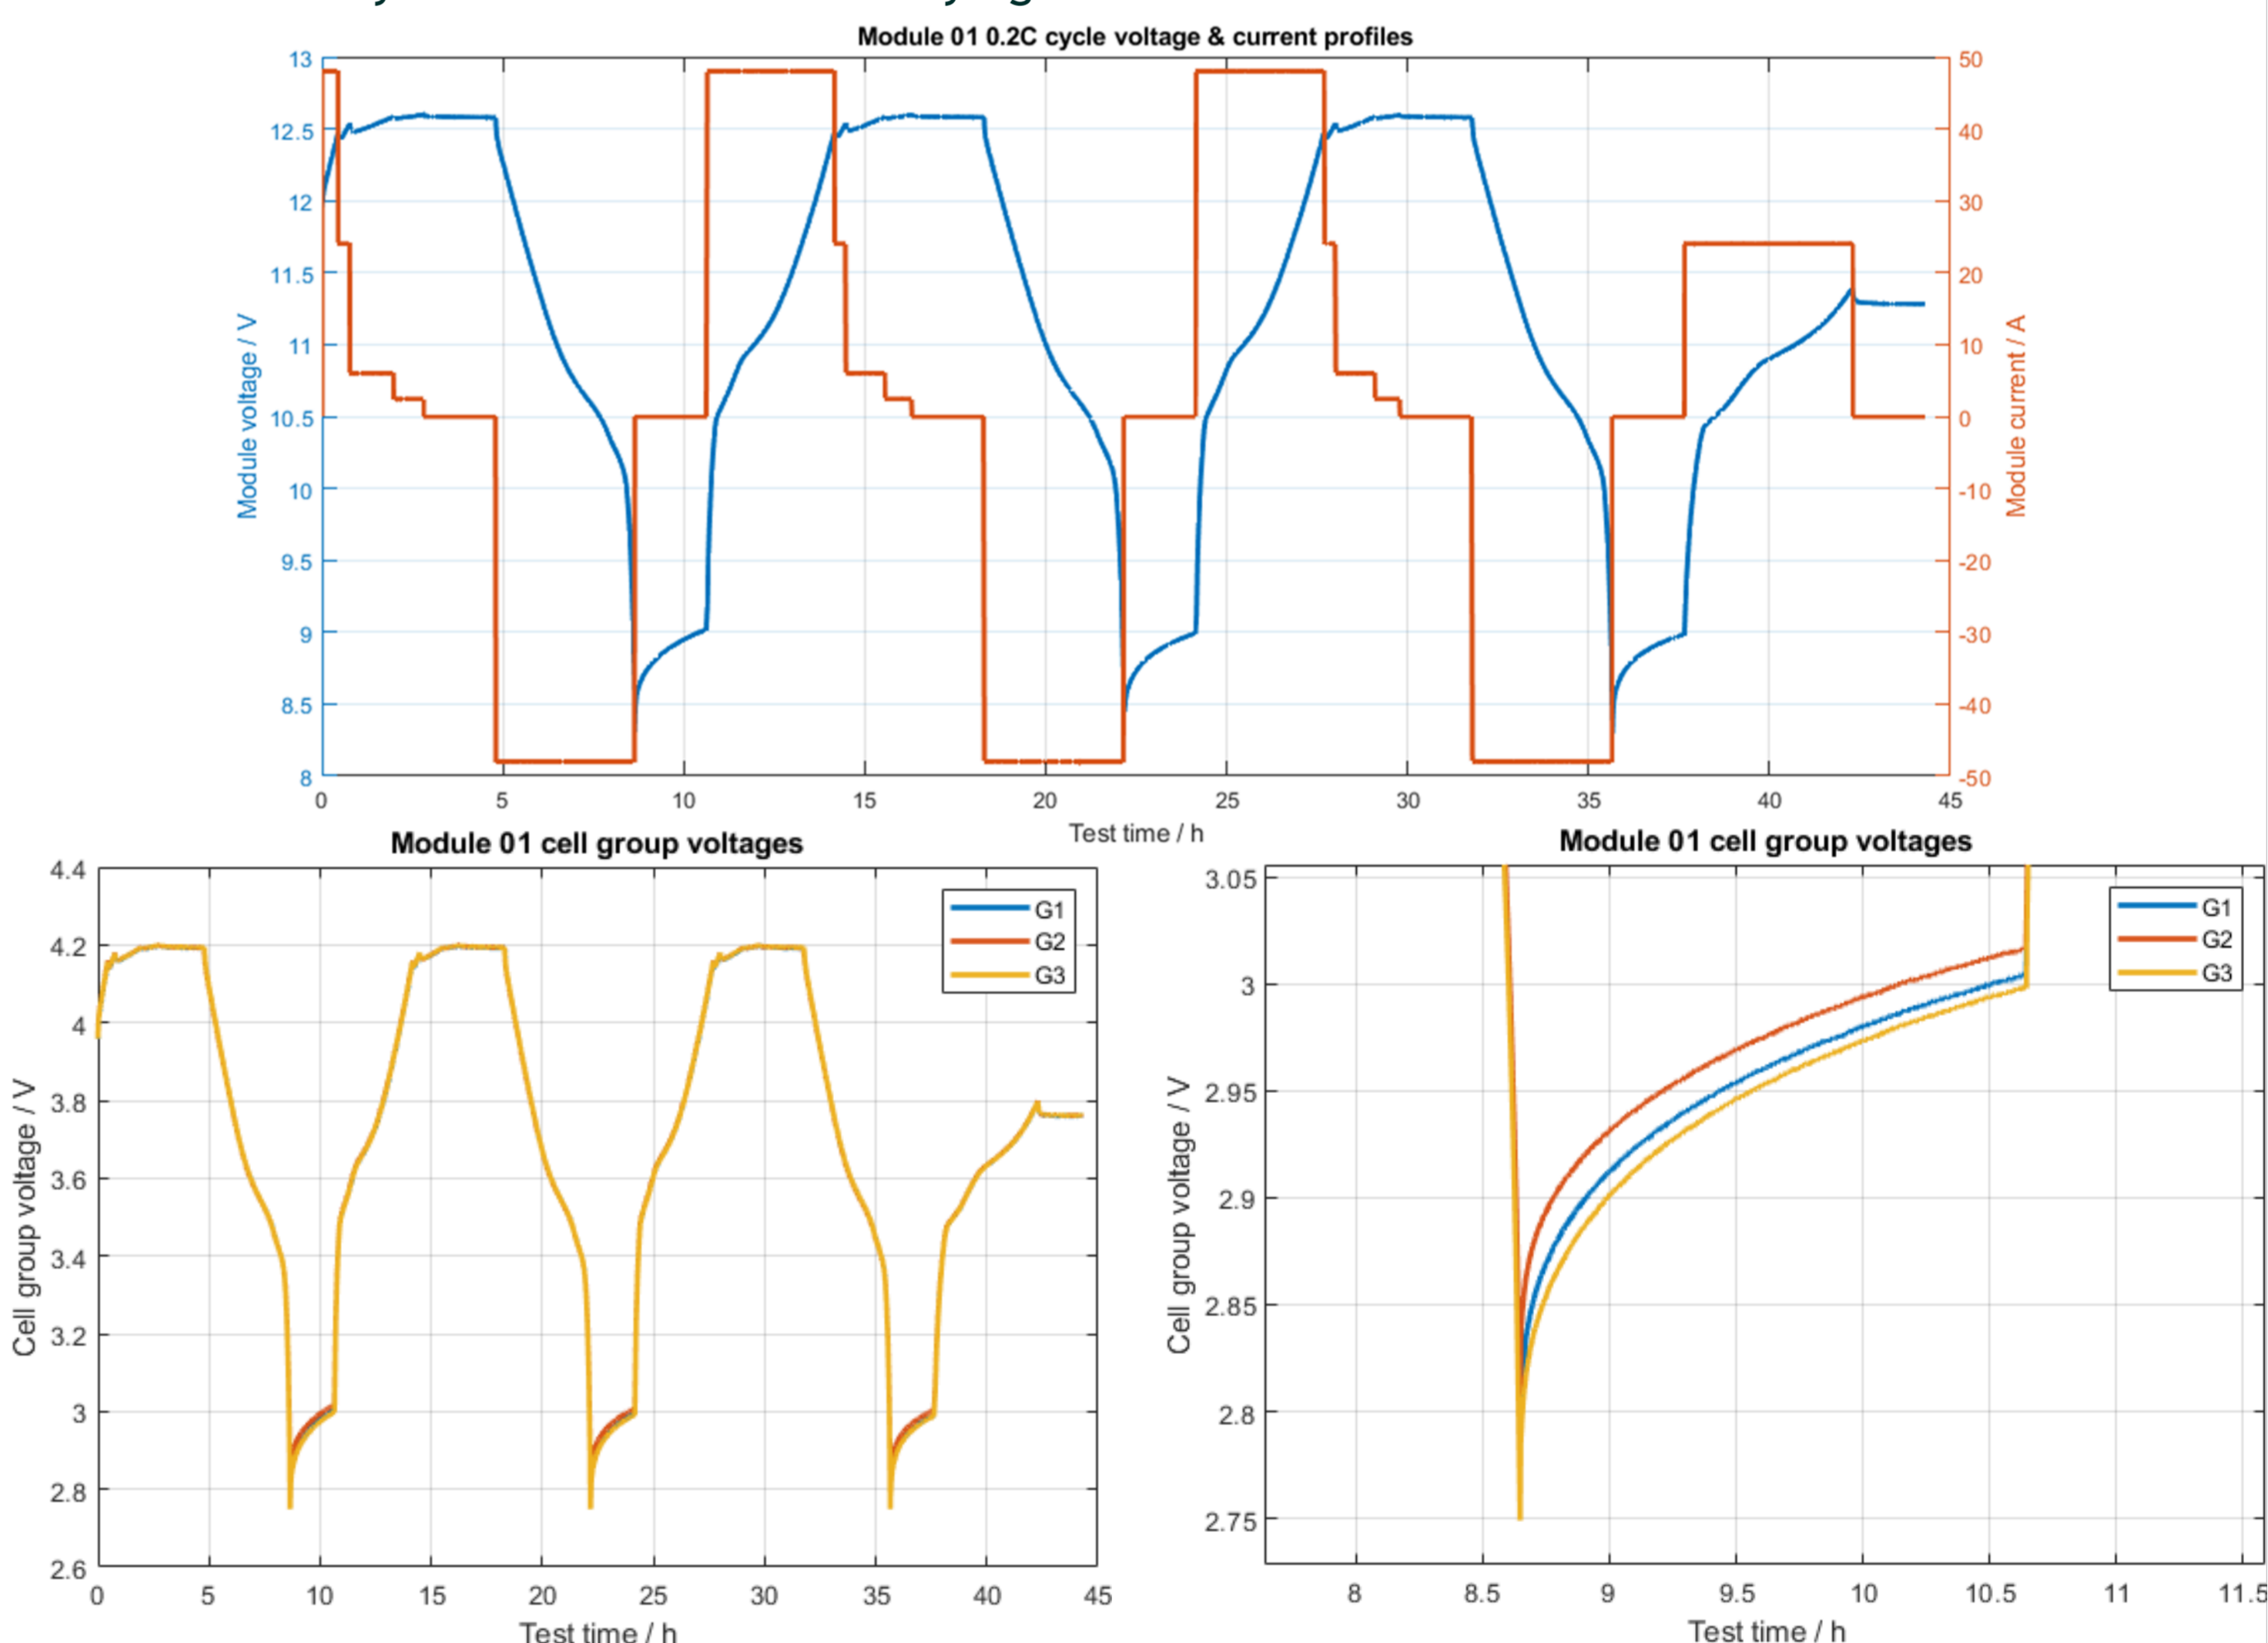 Module 01 0.2C cycle voltage & current profiles
13
12.5
12
11.5
11
10.5
10
9.5
9
8.5
8
Module voltage / V
50
40
30
20
10
0
-10
-20
-30
-40
-50
Module current / A
0 5 10 15 20 25 30 35 40 45
Test time / h
Module 01 cell group voltages
4.4
4.2
4
3.8
3.6
3.4
3.2
3
2.8
2.6
Cell group voltage / V
G1
G2
G3
0 5 10 15 20 25 30 35 40 45
Test time / h
Module 01 cell group voltages
3.05
3
2.95
2.9
2.85
2.8
2.75
Cell group voltage / V
G1
G2
G3
8 8.5 9 9.5 10 10.5 11 11.5
Test time / h